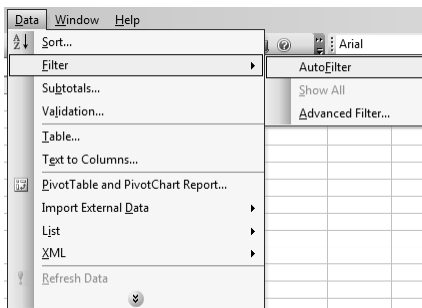 Data Window Help
Sort...
Arial
Filter
AutoFilter
Subtotals...
Show All
Validation...
Advanced Filter...
Table...
Text to Columns...
PivotTable and PivotChart Report...
Import External Data
List
XML
Refresh Data